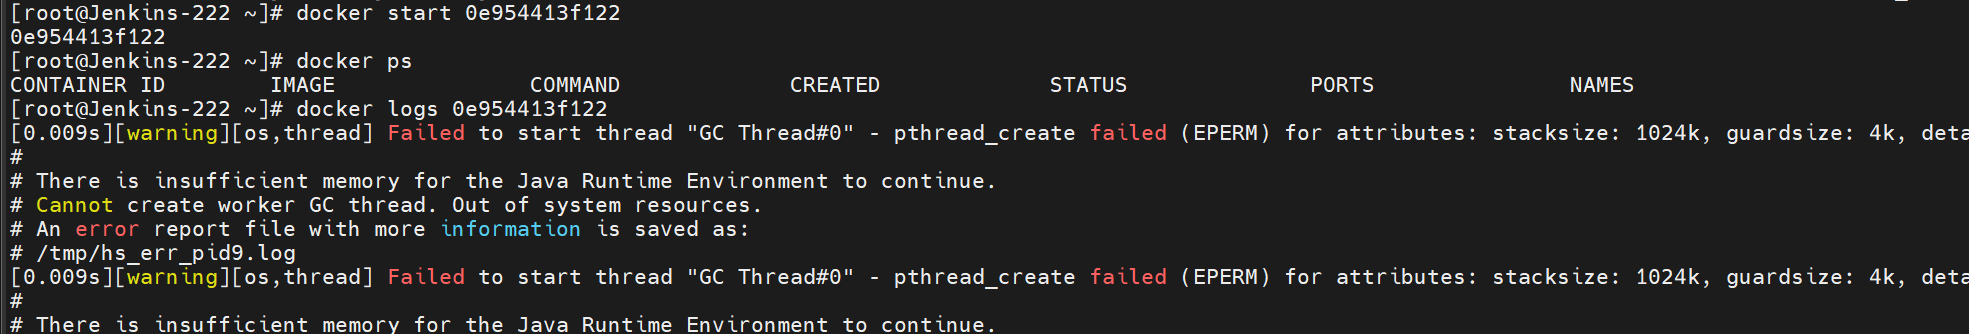 [root@Jenkins-222 ~]# docker start 0e954413f122
0e954413f122
[root@Jenkins-222 ~]# docker ps
CONTAINER ID        IMAGE               COMMAND             CREATED             STATUS              PORTS               NAMES
[root@Jenkins-222 ~]# docker logs 0e954413f122
[0.009s][warning][os,thread] Failed to start thread "GC Thread#0" - pthread_create failed (EPERM) for attributes: stacksize: 1024k, guardsize: 4k, deta
#
# There is insufficient memory for the Java Runtime Environment to continue.
# Cannot create worker GC thread. Out of system resources.
# An error report file with more information is saved as:
# /tmp/hs_err_pid9.log
[0.009s][warning][os,thread] Failed to start thread "GC Thread#0" - pthread_create failed (EPERM) for attributes: stacksize: 1024k, guardsize: 4k, deta
#
# There is insufficient memory for the Java Runtime Environment to continue.